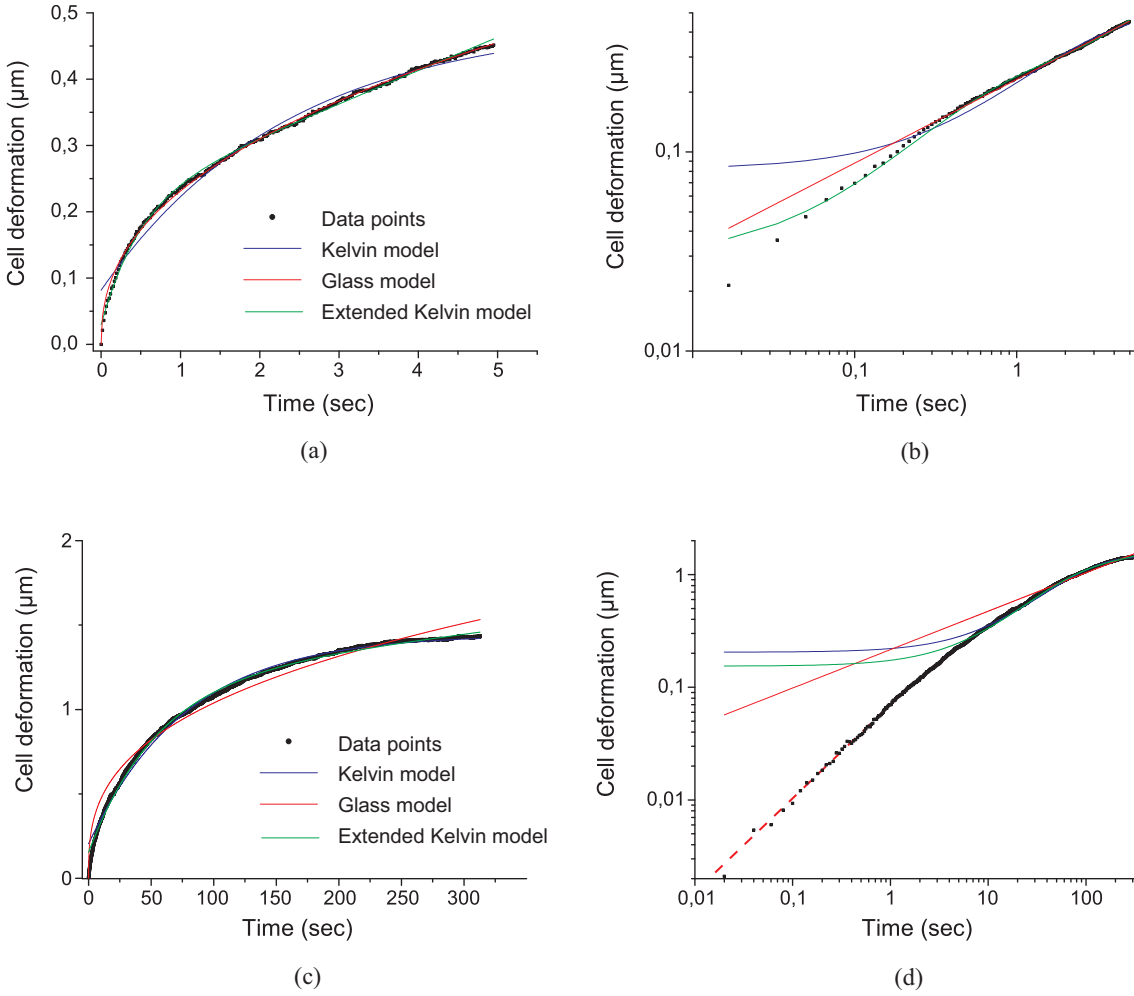 Cell deformation (µm)
0,5
0,4
0,3
0,2
0,1
0,0
Data points
Kelvin model
Glass model
Extended Kelvin model
0 1 2 3 4 5
Time (sec)
(a)
Cell deformation (µm)
0,1
0,01
0,1 1
Time (sec)
(b)
Cell deformation (µm)
2
1
0
Data points
Kelvin model
Glass model
Extended Kelvin model
0 50 100 150 200 250 300
Time (sec)
(c)
Cell deformation (µm)
1
0,1
0,01
0,01 0,1 1 10 100
Time (sec)
(d)